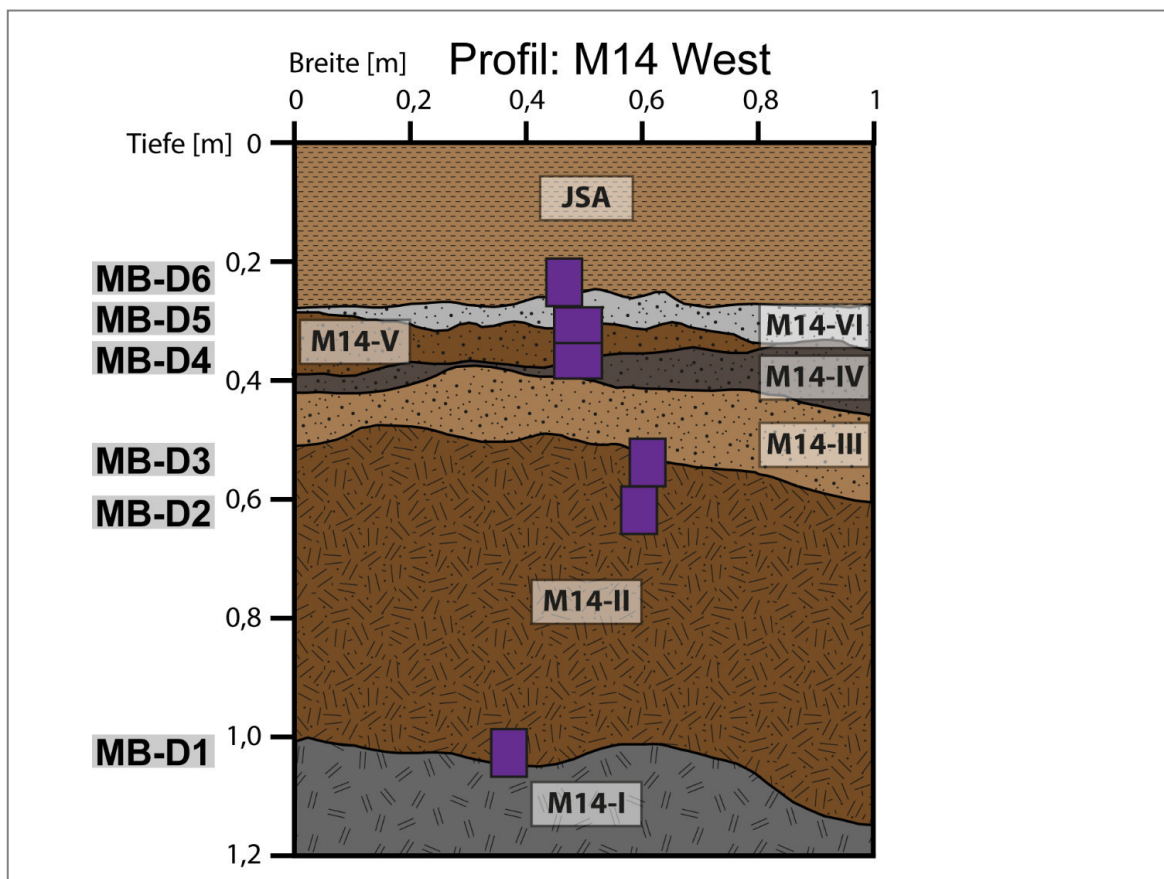 Breite [m] Profil: M14 West
0 0,2 0,4 0,6 0,8 1
Tiefe [m] 0
JSA
0,2
MB-D6
MB-D5
M14-VI
M14-V
MB-D4
M14-IV
0,4
M14-III
MB-D3
0,6
MB-D2
M14-II
0,8
1,0
MB-D1
M14-I
1,2